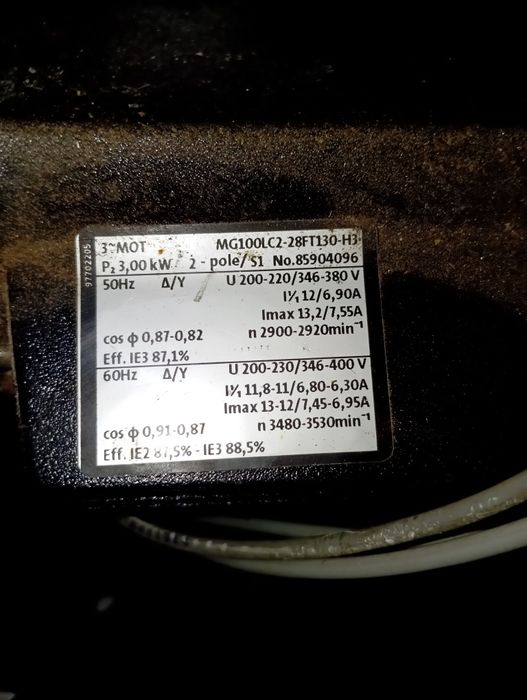 97702205
3~MOT MG100LC2-28FT130-H3
P₂ 3,00 kW 2 - pole/S1 No.85904096
50Hz Δ/Y U 200-220/346-380 V
I⅟₁ 12/6,90A
Imax 13,2/7,55A
cos ϕ 0,87-0,82 n 2900-2920min⁻¹
Eff. IE3 87,1%
60Hz Δ/Y U 200-230/346-400 V
I⅟₁ 11,8-11/6,80-6,30A
Imax 13-12/7,45-6,95A
cos ϕ 0,91-0,87 n 3480-3530min⁻¹
Eff. IE2 87,5% - IE3 88,5%